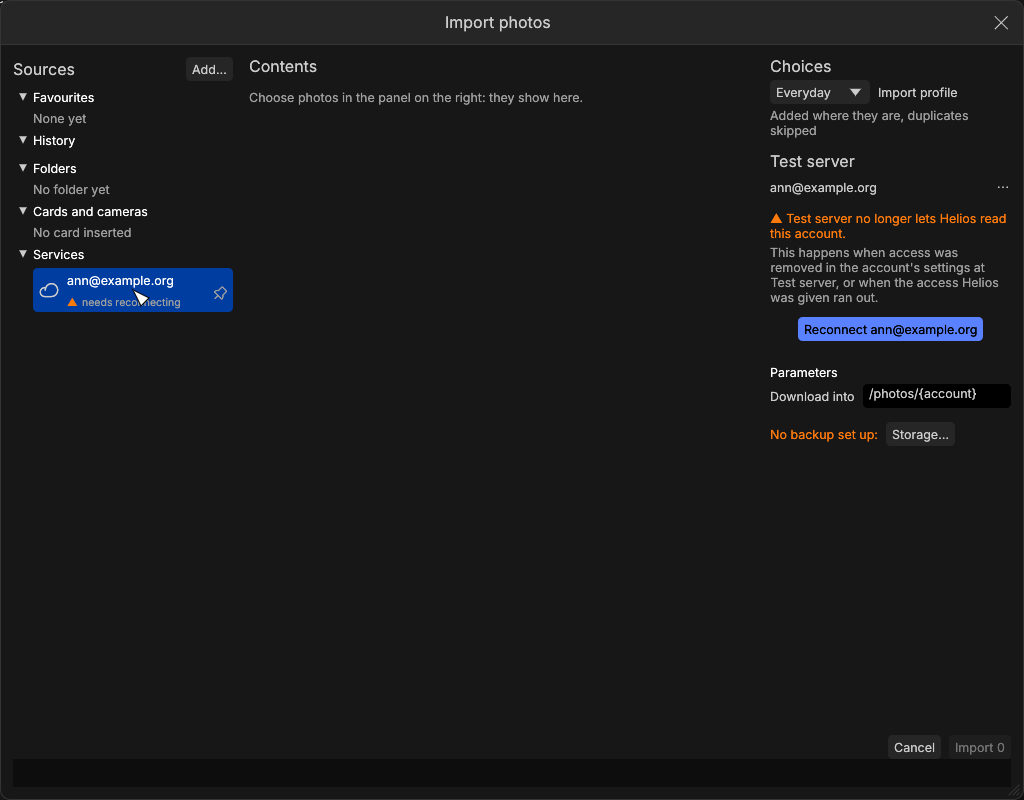 Import photos
Sources
Add...
Favourites
None yet
History
Folders
No folder yet
Cards and cameras
No card inserted
Services
ann@example.org
needs reconnecting
Contents
Choose photos in the panel on the right: they show here.
Choices
Everyday
Import profile
Added where they are, duplicates
skipped
Test server
ann@example.org
...
Test server no longer lets Helios read
this account.
This happens when access was
removed in the account's settings at
Test server, or when the access Helios
was given ran out.
Reconnect ann@example.org
Parameters
Download into
/photos/{account}
No backup set up:
Storage...
Cancel
Import 0